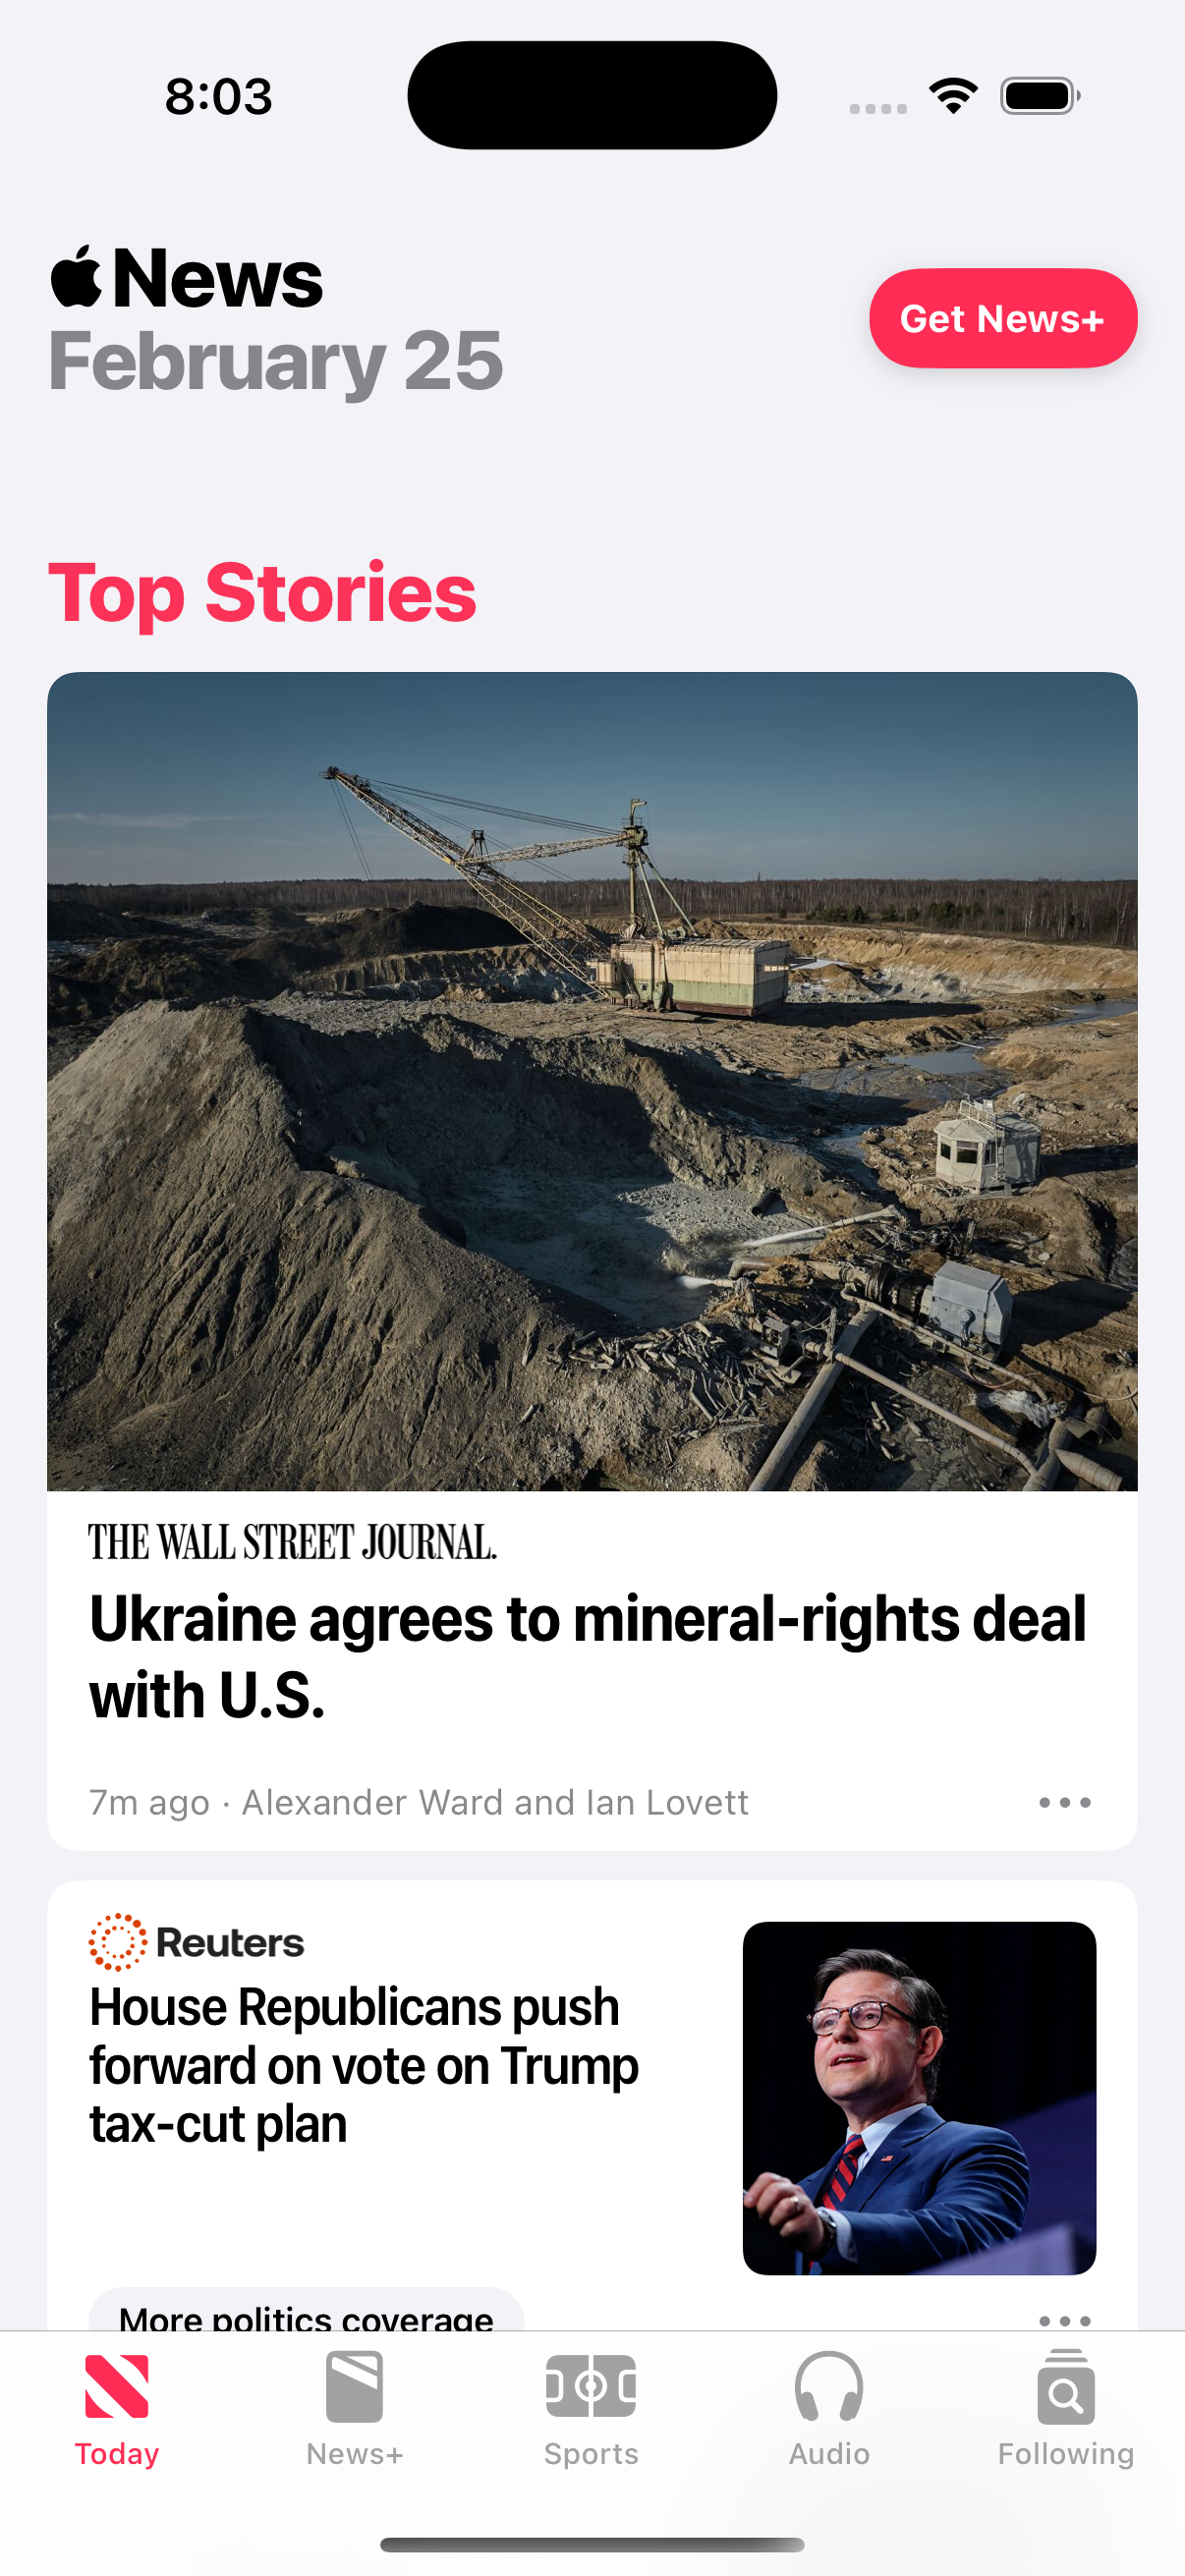 8:03
News
February 25
Get News+
Top Stories
THE WALL STREET JOURNAL.
Ukraine agrees to mineral-rights deal
with U.S.
7m ago · Alexander Ward and Ian Lovett
Reuters
House Republicans push
forward on vote on Trump
tax-cut plan
More politics coverage
Today
News+
Sports
Audio
Following